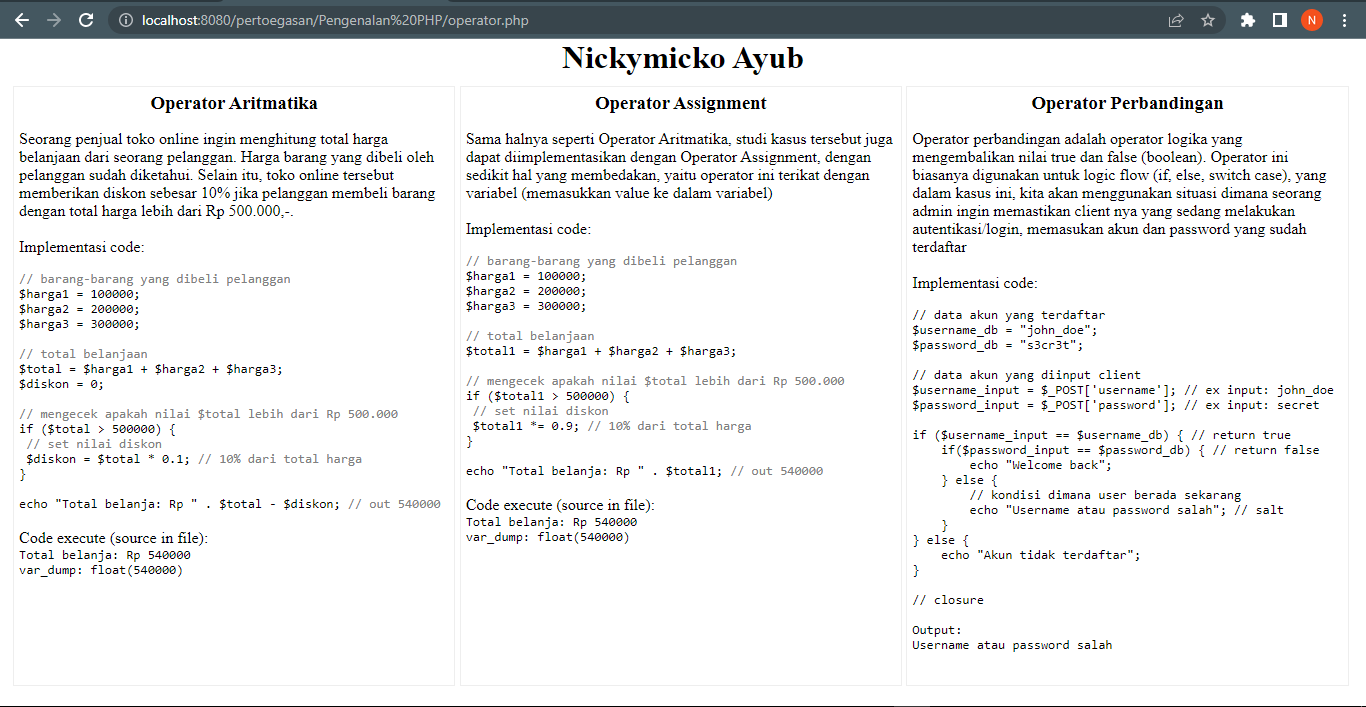 localhost:8080/pertoegasan/Pengenalan%20PHP/operator.php
N
Nickymicko Ayub
Operator Aritmatika
Seorang penjual toko online ingin menghitung total harga
belanjaan dari seorang pelanggan. Harga barang yang dibeli oleh
pelanggan sudah diketahui. Selain itu, toko online tersebut
memberikan diskon sebesar 10% jika pelanggan membeli barang
dengan total harga lebih dari Rp 500.000,-.
Implementasi code:
// barang-barang yang dibeli pelanggan
$harga1 = 100000;
$harga2 = 200000;
$harga3 = 300000;
// total belanjaan
$total = $harga1 + $harga2 + $harga3;
$diskon = 0;
// mengecek apakah nilai $total lebih dari Rp 500.000
if ($total > 500000) {
// set nilai diskon
$diskon = $total * 0.1; // 10% dari total harga
}
echo "Total belanja: Rp " . $total - $diskon; // out 540000
Code execute (source in file):
Total belanja: Rp 540000
var_dump: float(540000)
Operator Assignment
Sama halnya seperti Operator Aritmatika, studi kasus tersebut juga
dapat diimplementasikan dengan Operator Assignment, dengan
sedikit hal yang membedakan, yaitu operator ini terikat dengan
variabel (memasukkan value ke dalam variabel)
Implementasi code:
// barang-barang yang dibeli pelanggan
$harga1 = 100000;
$harga2 = 200000;
$harga3 = 300000;
// total belanjaan
$total1 = $harga1 + $harga2 + $harga3;
// mengecek apakah nilai $total lebih dari Rp 500.000
if ($total1 > 500000) {
// set nilai diskon
$total1 *= 0.9; // 10% dari total harga
}
echo "Total belanja: Rp " . $total1; // out 540000
Code execute (source in file):
Total belanja: Rp 540000
var_dump: float(540000)
Operator Perbandingan
Operator perbandingan adalah operator logika yang
mengembalikan nilai true dan false (boolean). Operator ini
biasanya digunakan untuk logic flow (if, else, switch case), yang
dalam kasus ini, kita akan menggunakan situasi dimana seorang
admin ingin memastikan client nya yang sedang melakukan
autentikasi/login, memasukan akun dan password yang sudah
terdaftar
Implementasi code:
// data akun yang terdaftar
$username_db = "john_doe";
$password_db = "s3cr3t";
// data akun yang diinput client
$username_input = $_POST['username']; // ex input: john_doe
$password_input = $_POST['password']; // ex input: secret
if ($username_input == $username_db) { // return true
if($password_input == $password_db) { // return false
echo "Welcome back";
} else {
// kondisi dimana user berada sekarang
echo "Username atau password salah"; // salt
}
} else {
echo "Akun tidak terdaftar";
}
// closure
Output:
Username atau password salah